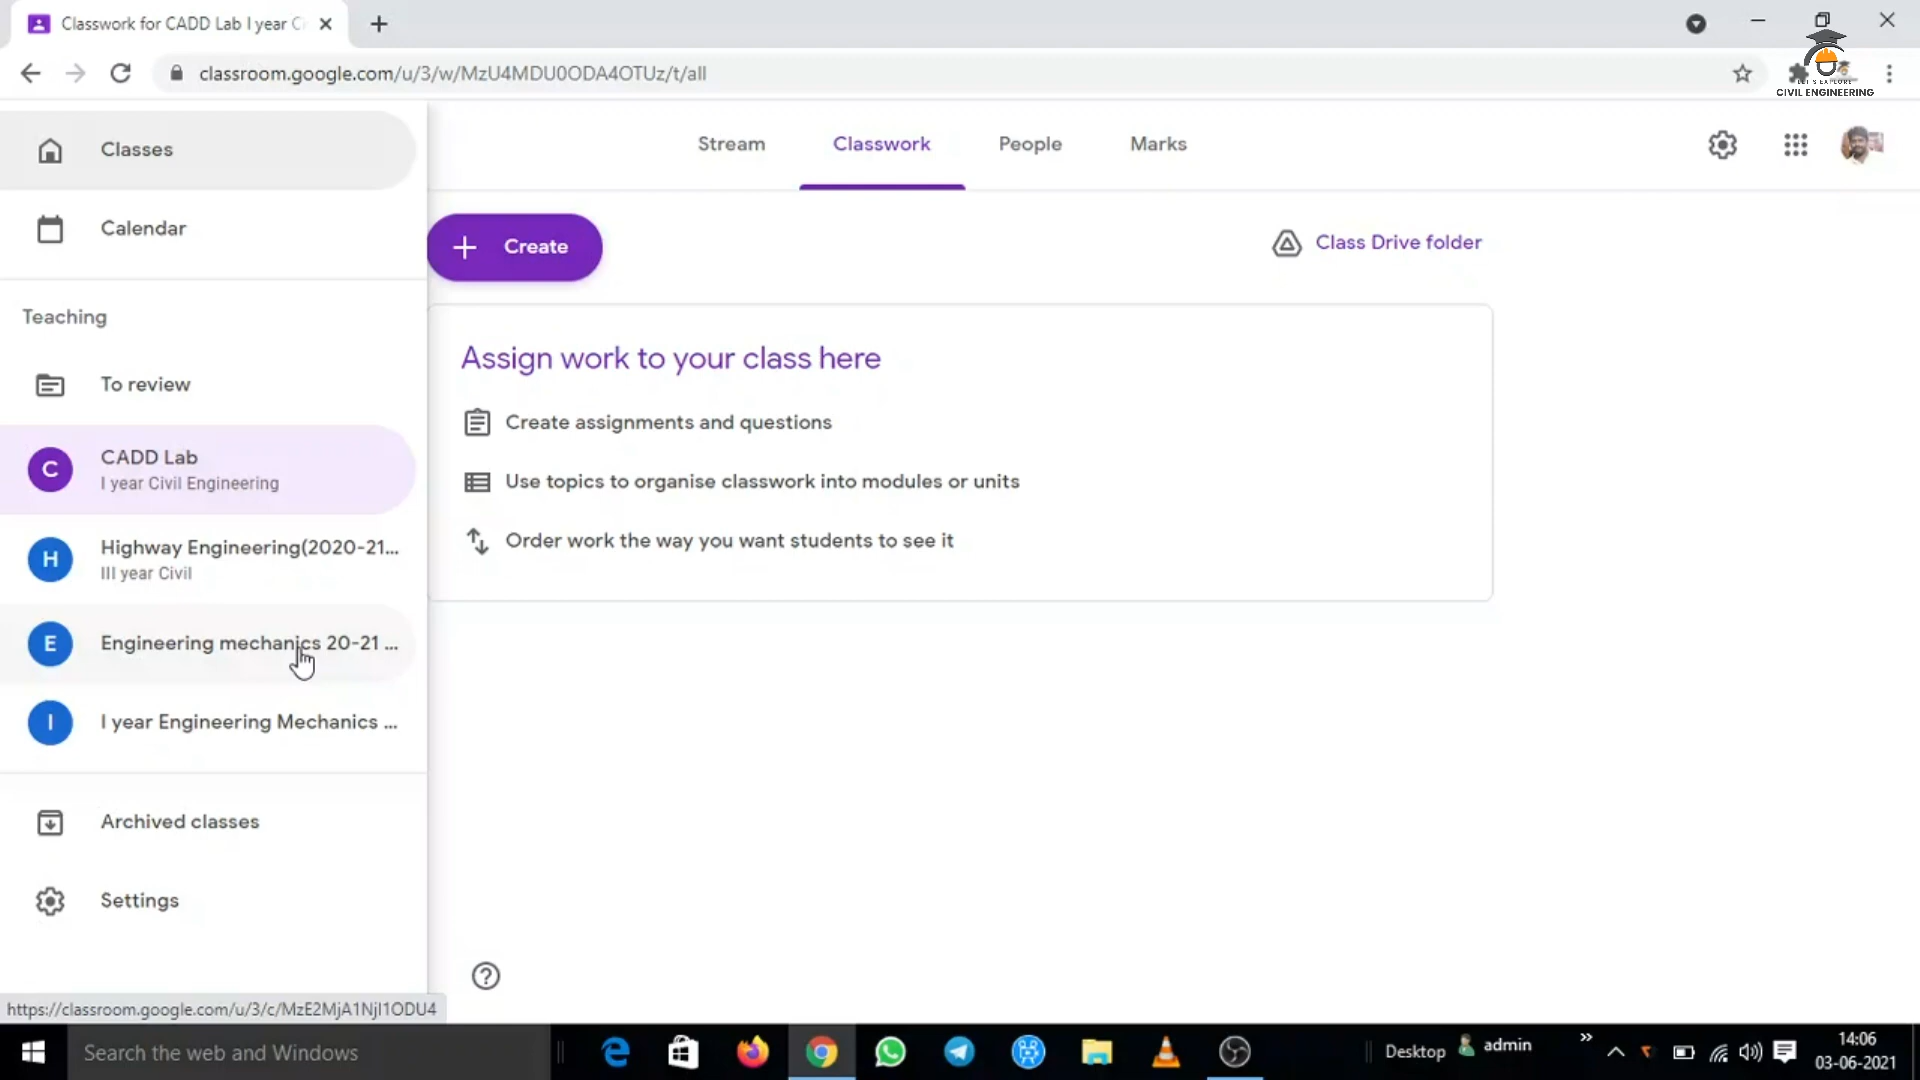 Classwork for CADD Lab I year C
classroom.google.com/u/3/w/MzU4MDU0ODA4OTUz/t/all
LET'S EXPLORE
CIVIL ENGINEERING
Classes
Calendar
Teaching
To review
C
CADD Lab
I year Civil Engineering
H
Highway Engineering(2020-21...
III year Civil
E
Engineering mechanics 20-21 ...
I
I year Engineering Mechanics ...
Archived classes
Settings
Stream
Classwork
People
Marks
Create
Class Drive folder
Assign work to your class here
Create assignments and questions
Use topics to organise classwork into modules or units
Order work the way you want students to see it
https://classroom.google.com/u/3/c/MzE2MjA1NjI1ODU4
Search the web and Windows
Desktop
admin
14:06
03-06-2021